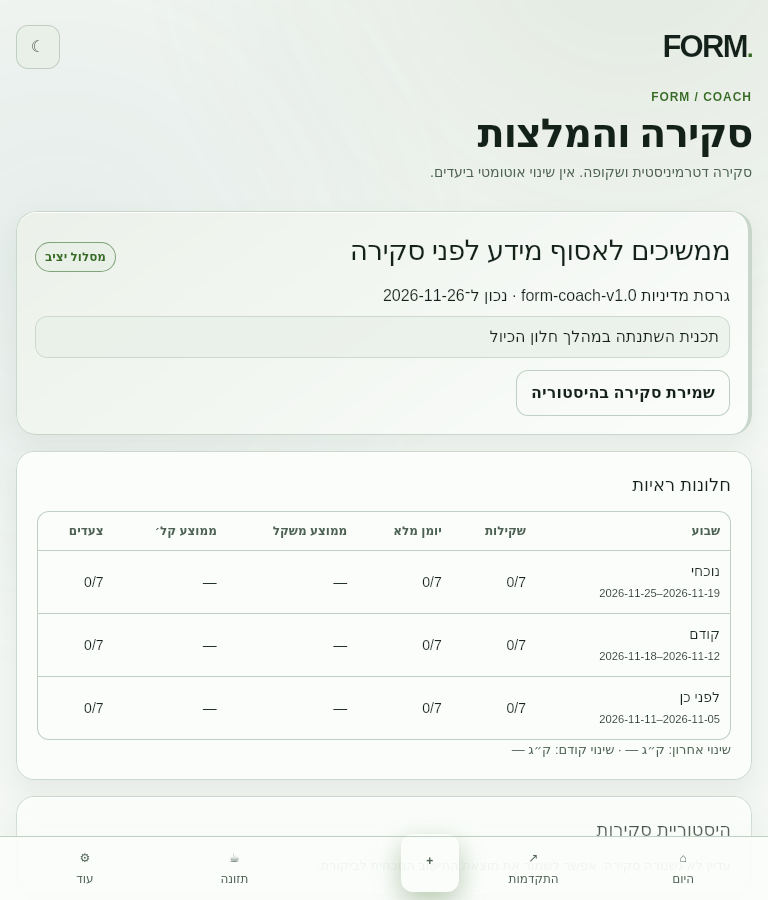 FORM.
☾
FORM / COACH
סקירה והמלצות
סקירה דטרמיניסטית ושקופה. אין שינוי אוטומטי ביעדים.
ממשיכים לאסוף מידע לפני סקירה
מסלול יציב
גרסת מדיניות form-coach-v1.0 · נכון ל־2026-11-26
תכנית השתנתה במהלך חלון הכיול
שמירת סקירה בהיסטוריה
חלונות ראיות
שבוע שקילות יומן מלא ממוצע משקל ממוצע קל׳ צעדים
נוכחי
2026-11-19–2026-11-25
0/7 0/7 — — 0/7
קודם
2026-11-12–2026-11-18
0/7 0/7 — — 0/7
לפני כן
2026-11-05–2026-11-11
0/7 0/7 — — 0/7
שינוי אחרון: ק״ג — · שינוי קודם: ק״ג —
היסטוריית סקירות
היום
התקדמות
+
תזונה
עוד